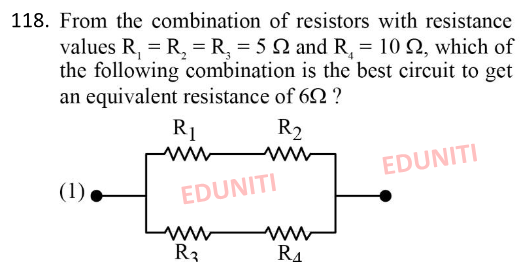 118. From the combination of resistors with resistance
values R₁ = R₂ = R₃ = 5 Ω and R₄ = 10 Ω, which of
the following combination is the best circuit to get
an equivalent resistance of 6Ω ?
R₁ R₂
EDUNITI
(1) EDUNITI
R₃ R₄